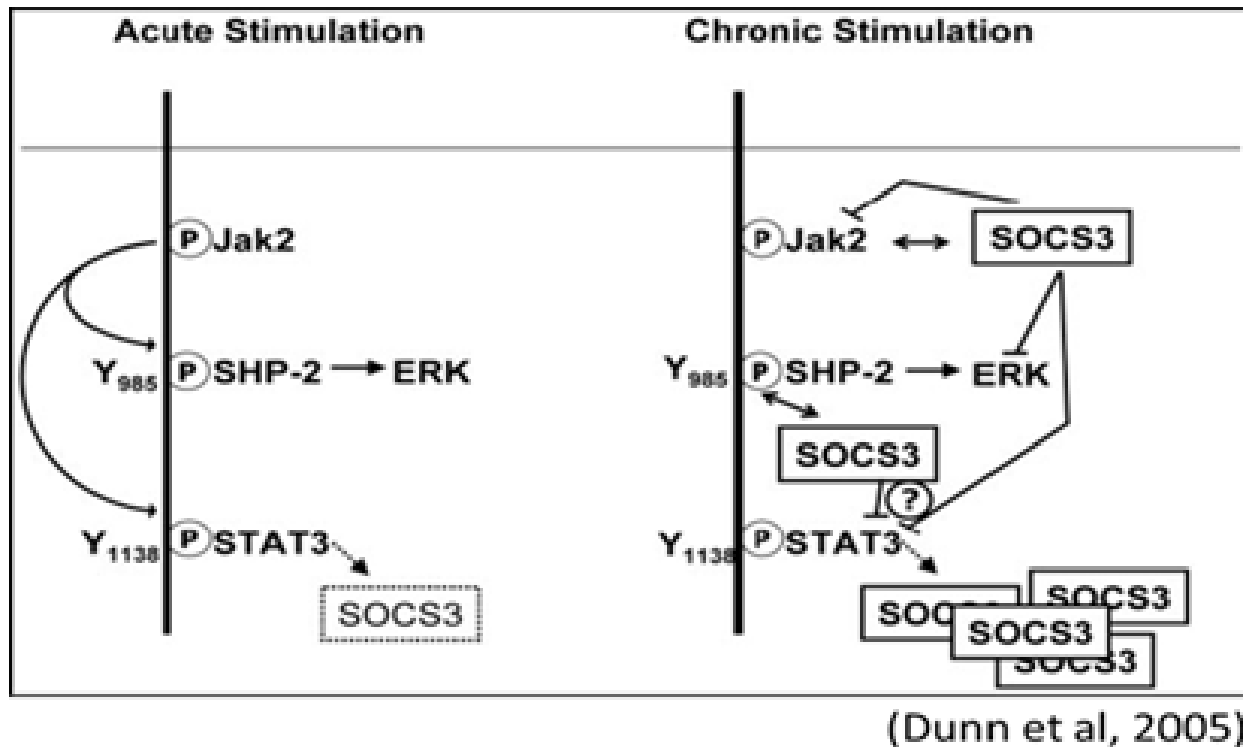 Acute Stimulation
Chronic Stimulation
P Jak2
Y985 P SHP-2 ERK
Y1138 P STAT3
SOCS3
P Jak2
SOCS3
Y985 P SHP-2 ERK
SOCS3
?
Y1138 P STAT3
SOCS3
SOCS3
SOCS3
(Dunn et al, 2005)